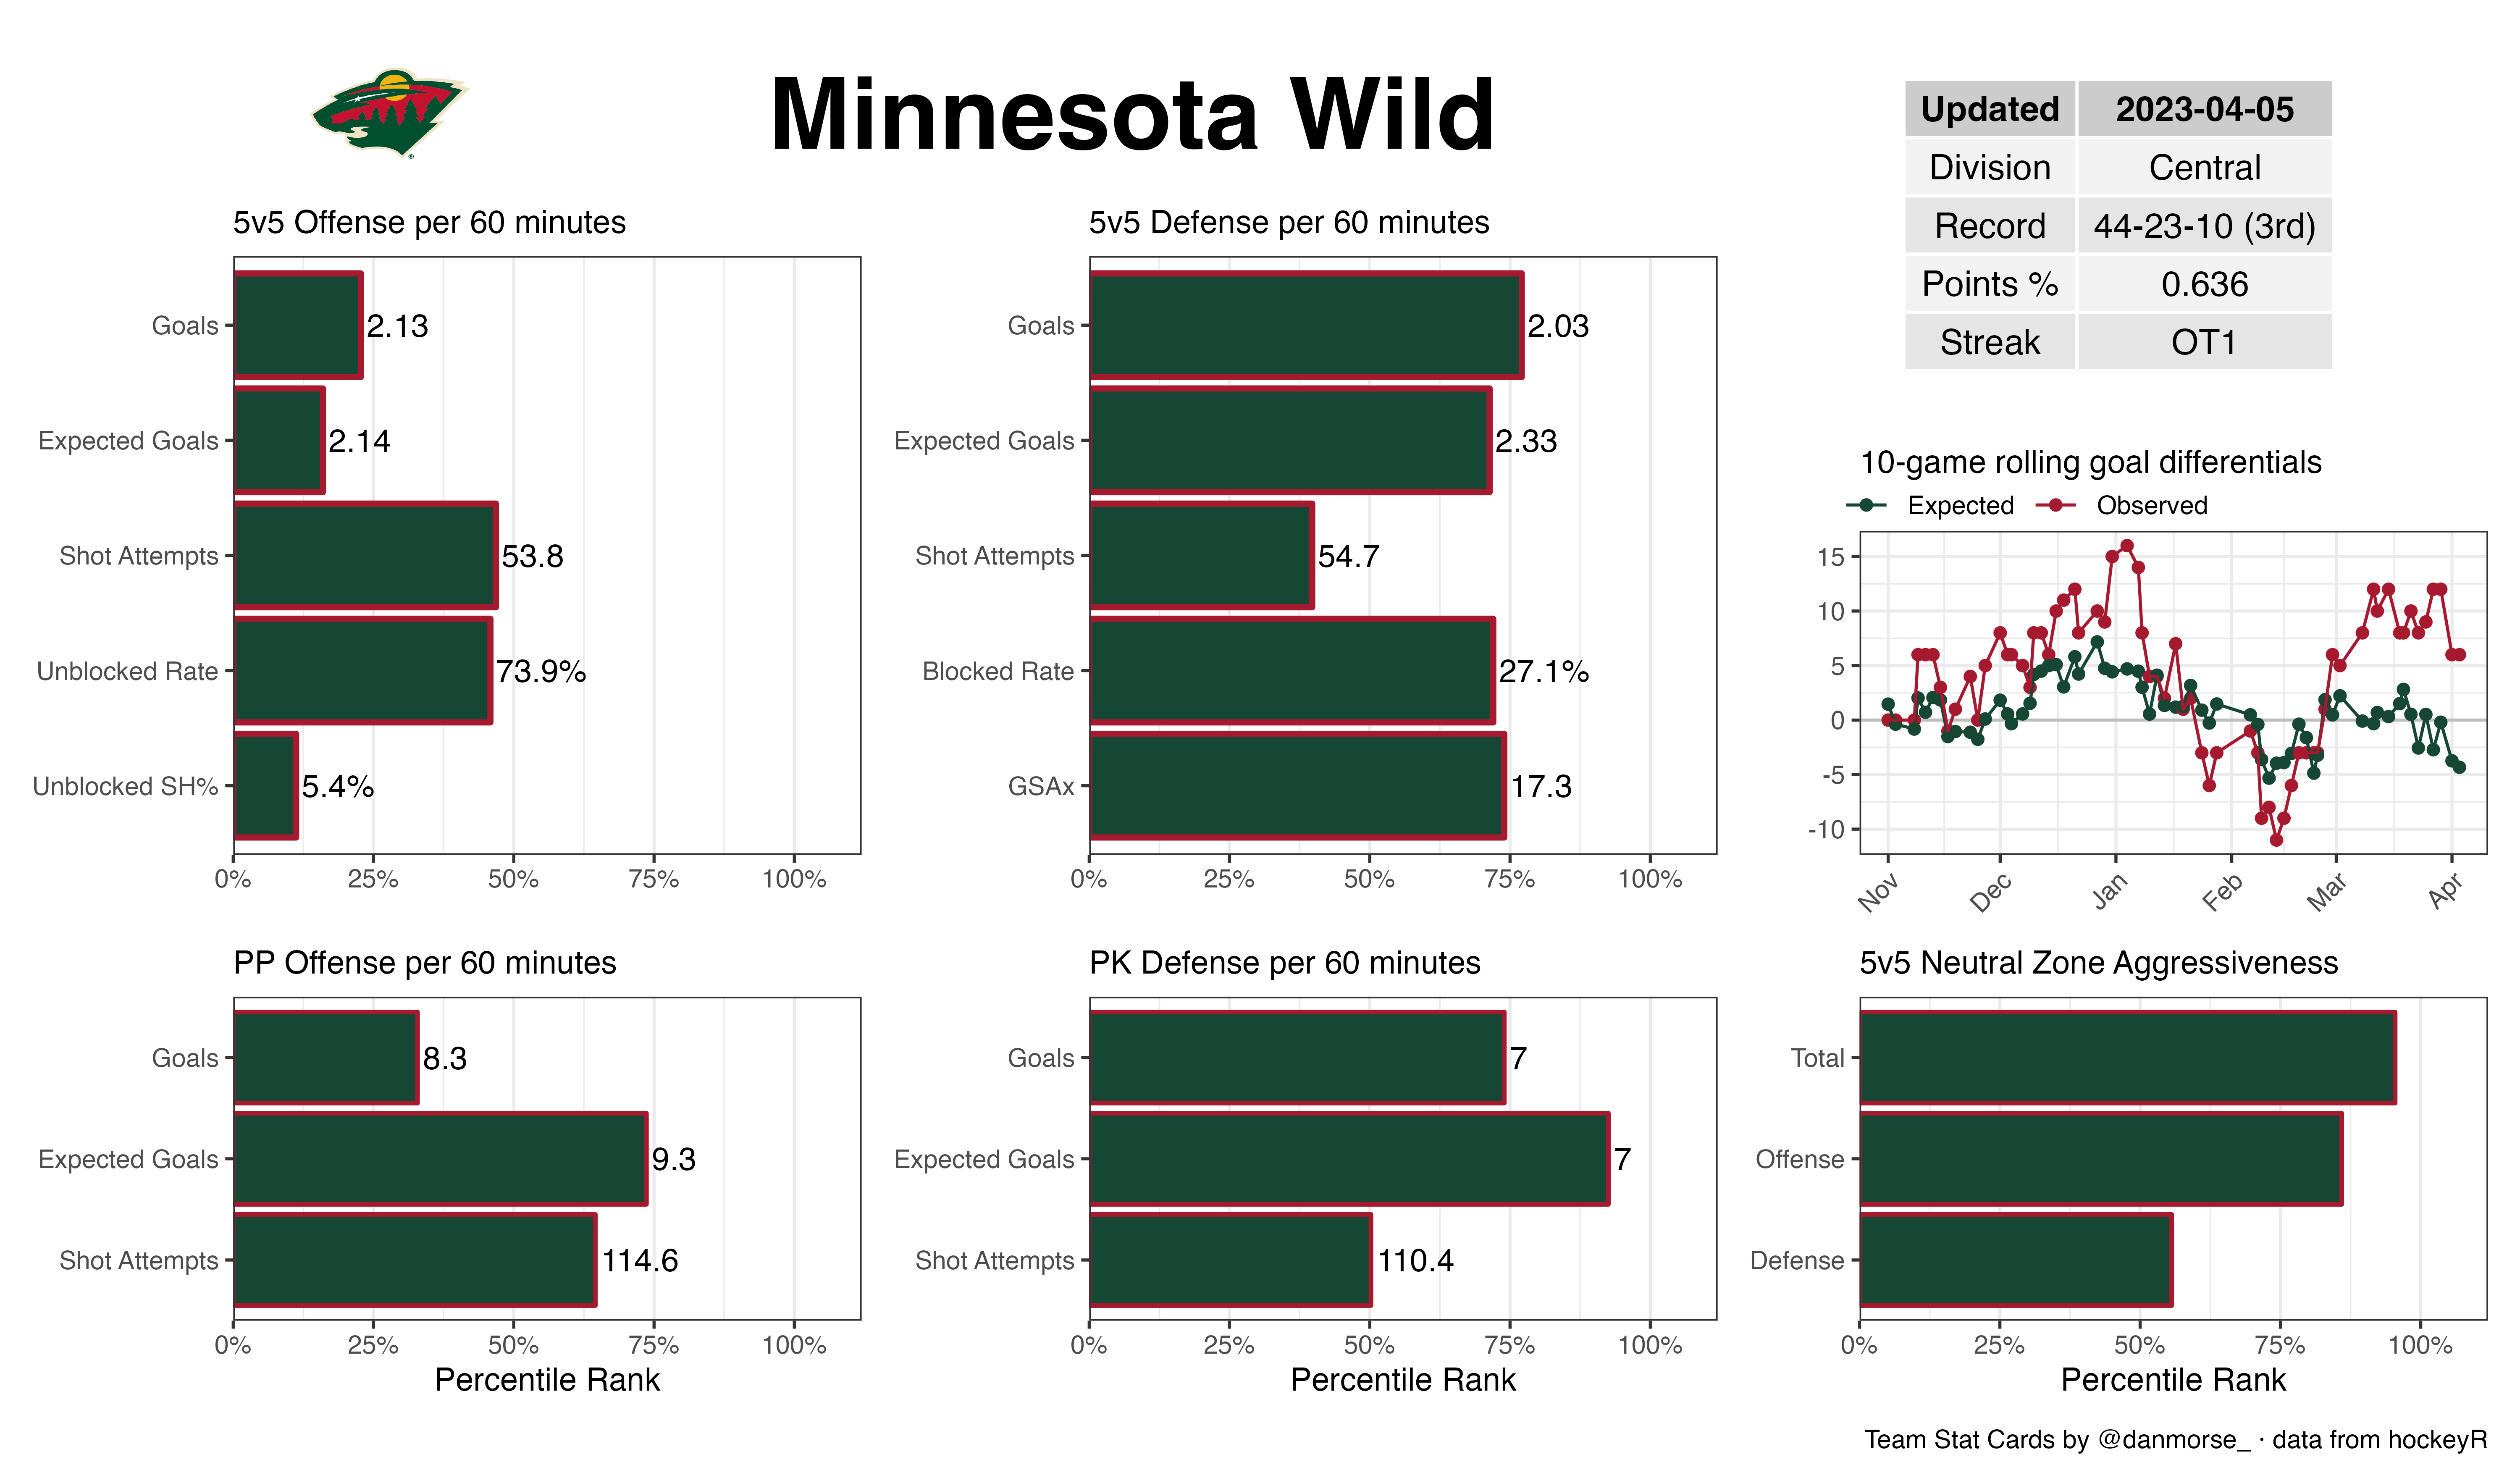 Minnesota Wild
Updated 2023-04-05
Division Central
Record 44-23-10 (3rd)
Points % 0.636
Streak OT1
5v5 Offense per 60 minutes
Goals 2.13
Expected Goals 2.14
Shot Attempts 53.8
Unblocked Rate 73.9%
Unblocked SH% 5.4%
0% 25% 50% 75% 100%
5v5 Defense per 60 minutes
Goals 2.03
Expected Goals 2.33
Shot Attempts 54.7
Blocked Rate 27.1%
GSAx 17.3
0% 25% 50% 75% 100%
10-game rolling goal differentials
Expected Observed
15
10
5
0
-5
-10
Nov Dec Jan Feb Mar Apr
PP Offense per 60 minutes
Goals 8.3
Expected Goals 9.3
Shot Attempts 114.6
0% 25% 50% 75% 100%
Percentile Rank
PK Defense per 60 minutes
Goals 7
Expected Goals 7
Shot Attempts 110.4
0% 25% 50% 75% 100%
Percentile Rank
5v5 Neutral Zone Aggressiveness
Total
Offense
Defense
0% 25% 50% 75% 100%
Percentile Rank
Team Stat Cards by @danmorse_ · data from hockeyR